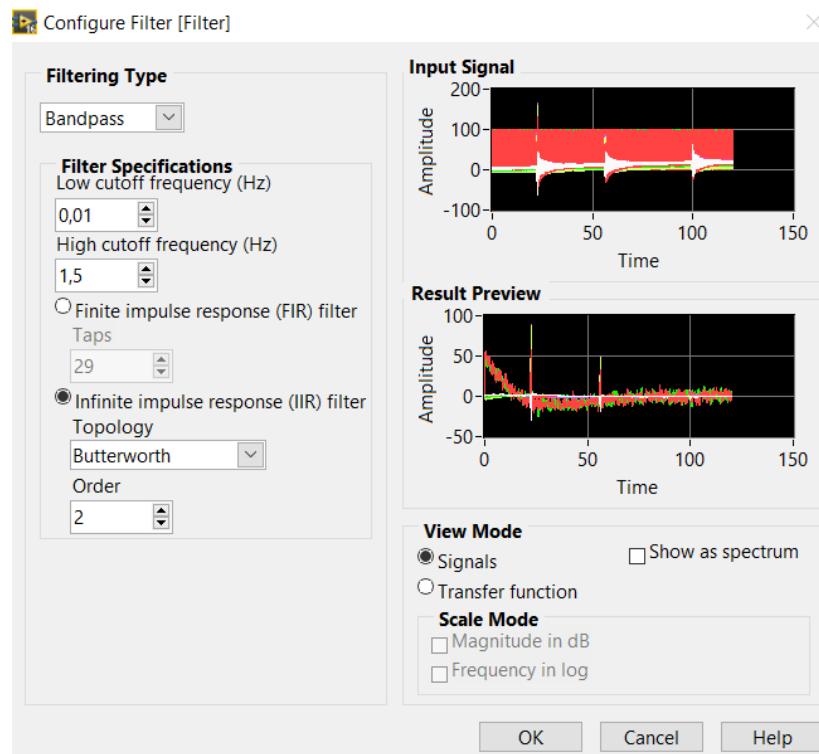 Configure Filter [Filter]
Filtering Type
Bandpass
Filter Specifications
Low cutoff frequency (Hz)
0,01
High cutoff frequency (Hz)
1,5
Finite impulse response (FIR) filter
Taps
29
Infinite impulse response (IIR) filter
Topology
Butterworth
Order
2
Input Signal
Amplitude
200
100
0
-100
0 50 100 150
Time
Result Preview
Amplitude
100
50
0
-50
0 50 100 150
Time
View Mode
Signals
Show as spectrum
Transfer function
Scale Mode
Magnitude in dB
Frequency in log
OK Cancel Help